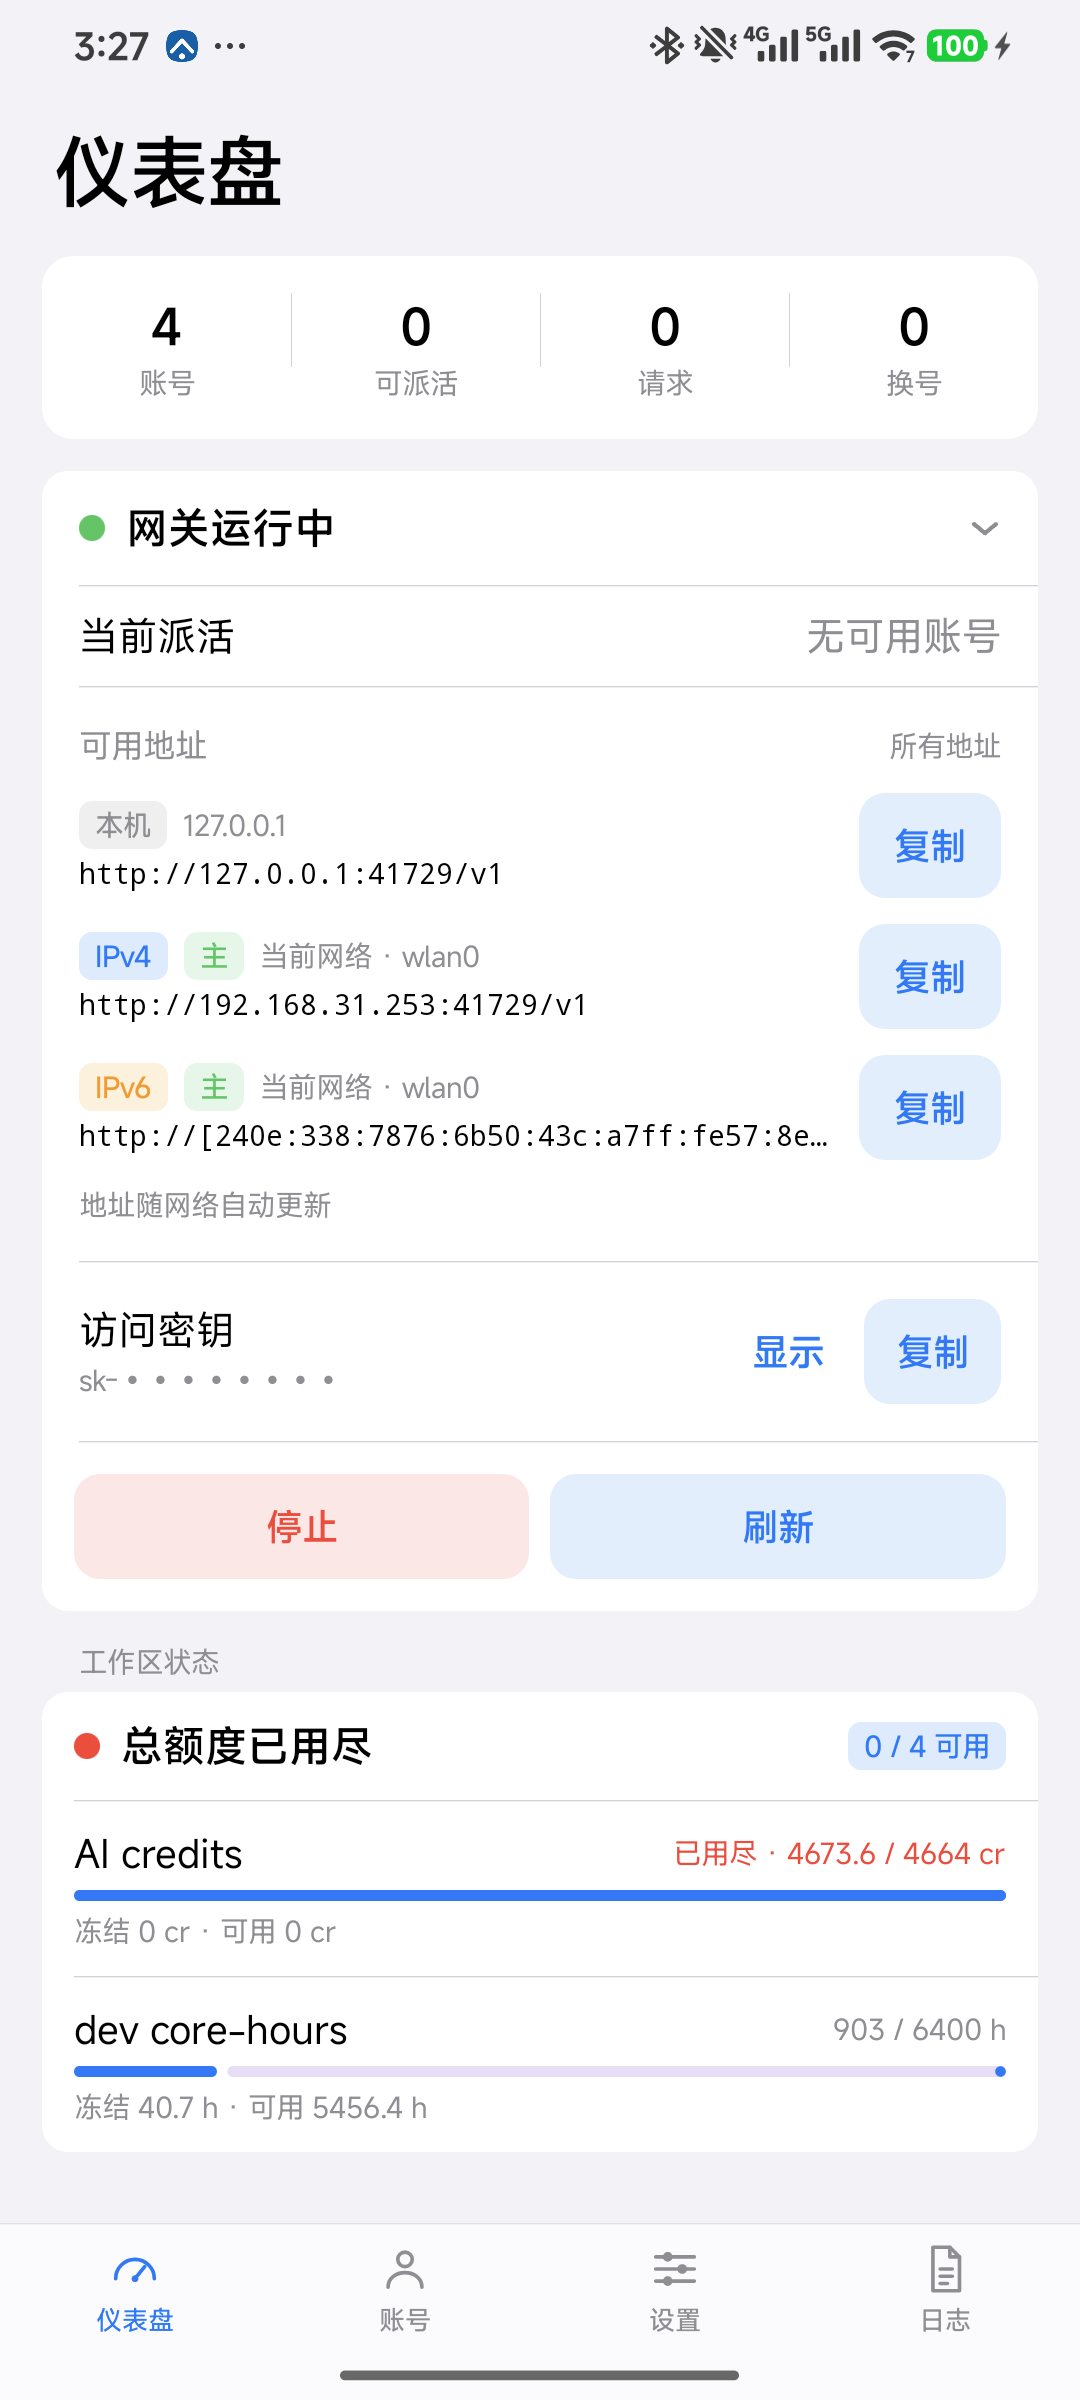 3:27 ··· 4G 5G 7 100
仪表盘
4 0 0 0
账号 可派活 请求 换号
网关运行中
当前派活 无可用账号
可用地址 所有地址
本机 127.0.0.1
http://127.0.0.1:41729/v1 复制
IPv4 主 当前网络 · wlan0
http://192.168.31.253:41729/v1 复制
IPv6 主 当前网络 · wlan0
http://[240e:338:7876:6b50:43c:a7ff:fe57:8e… 复制
地址随网络自动更新
访问密钥
sk-•••••••• 显示 复制
停止 刷新
工作区状态
总额度已用尽 0 / 4 可用
AI credits 已用尽 · 4673.6 / 4664 cr
冻结 0 cr · 可用 0 cr
dev core-hours 903 / 6400 h
冻结 40.7 h · 可用 5456.4 h
仪表盘 账号 设置 日志